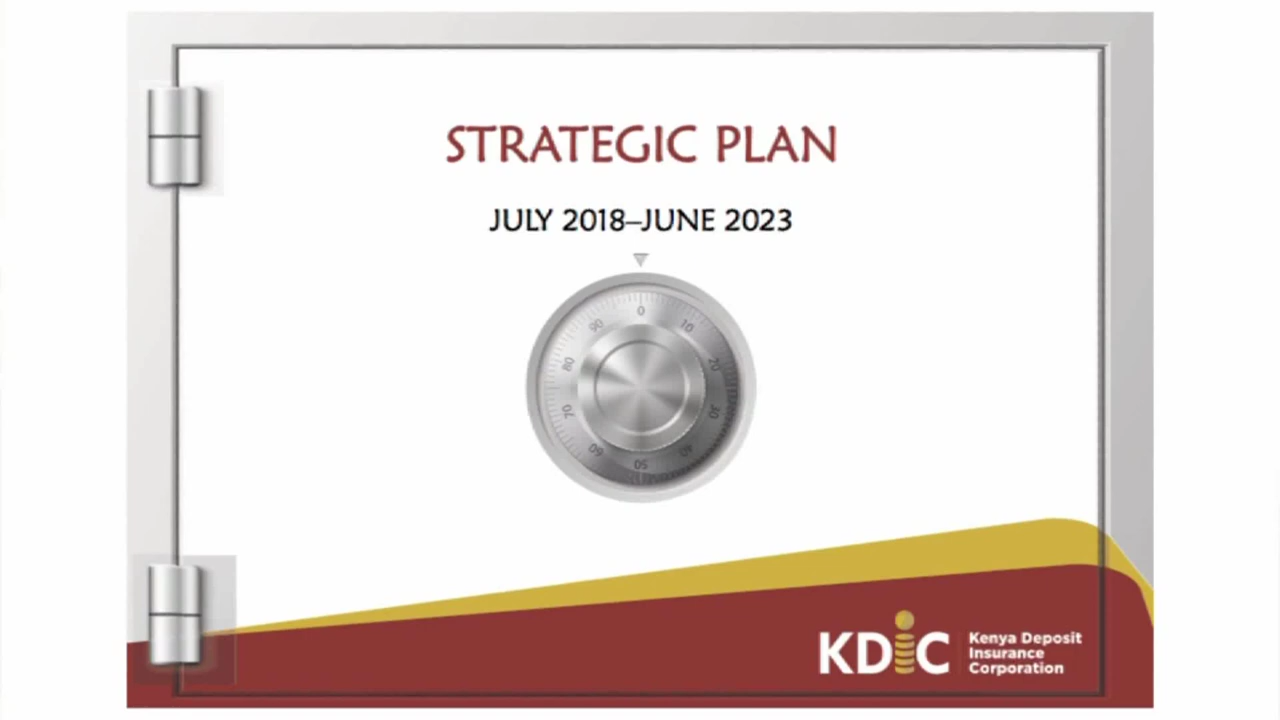 STRATEGIC PLAN
JULY 2018–JUNE 2023
0
10
20
30
40
50
60
70
80
90
KDiC
Kenya Deposit
Insurance
Corporation